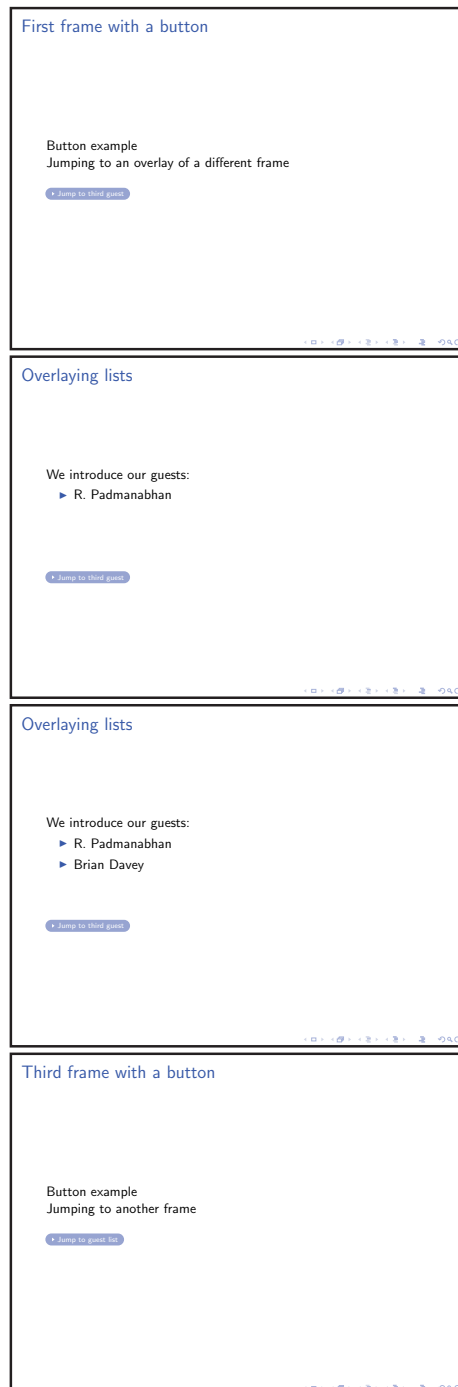 First frame with a button
Button example
Jumping to an overlay of a different frame
Jump to third guest
Overlaying lists
We introduce our guests:
R. Padmanabhan
Jump to third guest
Overlaying lists
We introduce our guests:
R. Padmanabhan
Brian Davey
Jump to third guest
Third frame with a button
Button example
Jumping to another frame
Jump to guest list